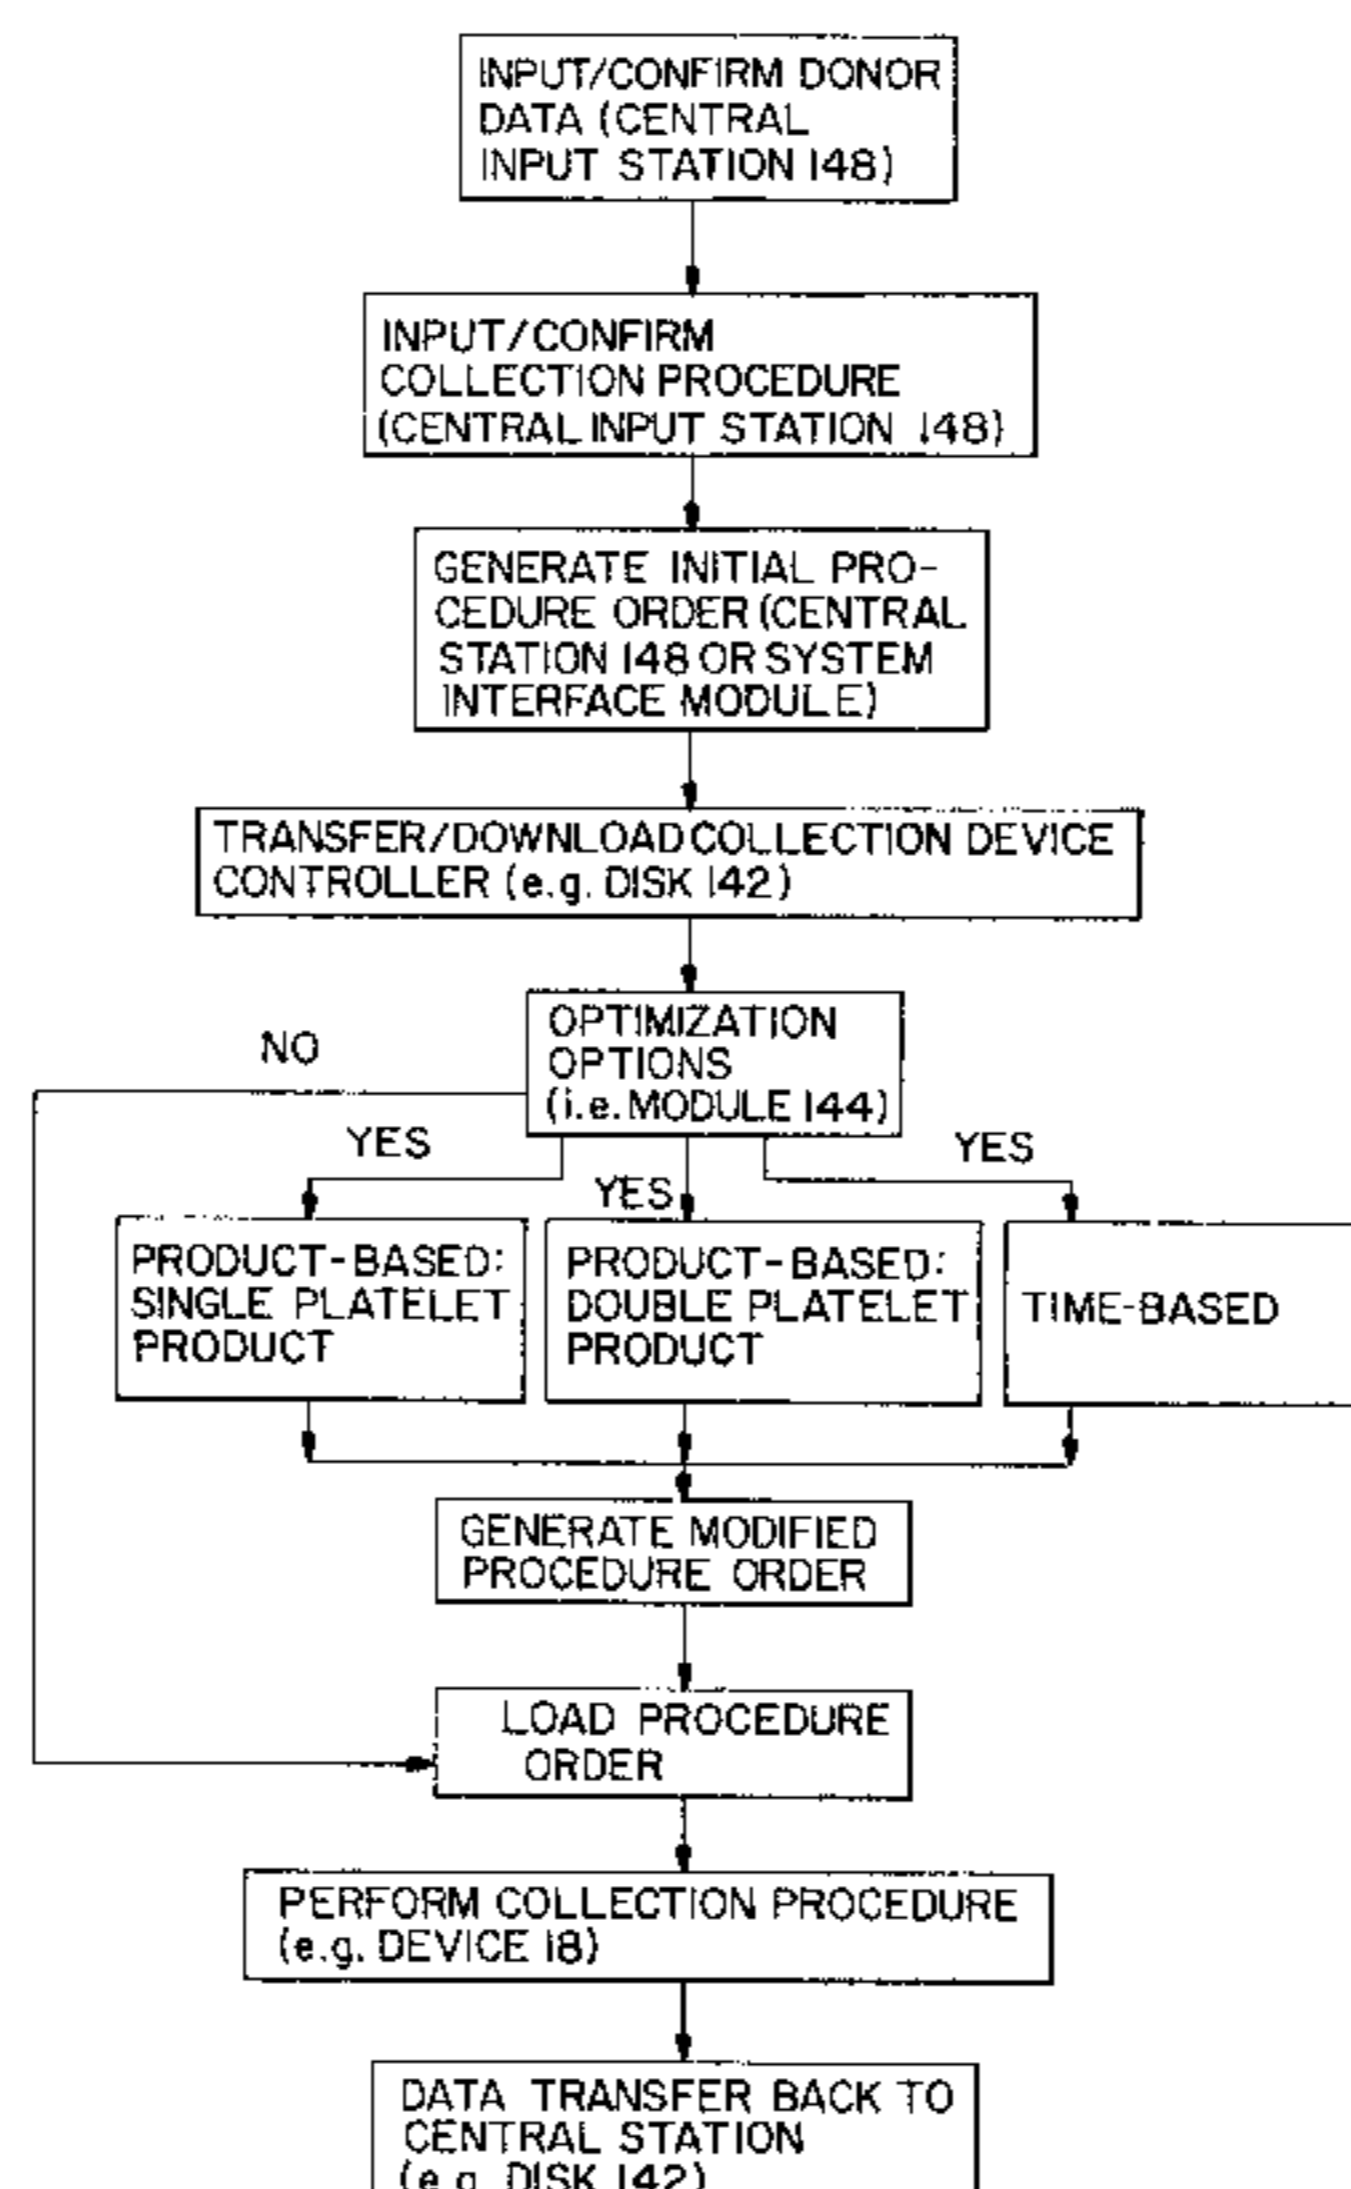 INPUT/CONFIRM DONOR
DATA (CENTRAL
INPUT STATION 148)
INPUT/CONFIRM
COLLECTION PROCEDURE
(CENTRAL INPUT STATION 148)
GENERATE INITIAL PRO-
CEDURE ORDER (CENTRAL
STATION 148 OR SYSTEM
INTERFACE MODULE)
TRANSFER/DOWNLOAD COLLECTION DEVICE
CONTROLLER (e.g. DISK 142)
OPTIMIZATION
OPTIONS
(i.e. MODULE 144)
NO
YES
YES
YES
PRODUCT-BASED:
SINGLE PLATELET
PRODUCT
PRODUCT-BASED:
DOUBLE PLATELET
PRODUCT
TIME-BASED
GENERATE MODIFIED
PROCEDURE ORDER
LOAD PROCEDURE
ORDER
PERFORM COLLECTION PROCEDURE
(e.g. DEVICE 18)
DATA TRANSFER BACK TO
CENTRAL STATION
(e.g. DISK 142)